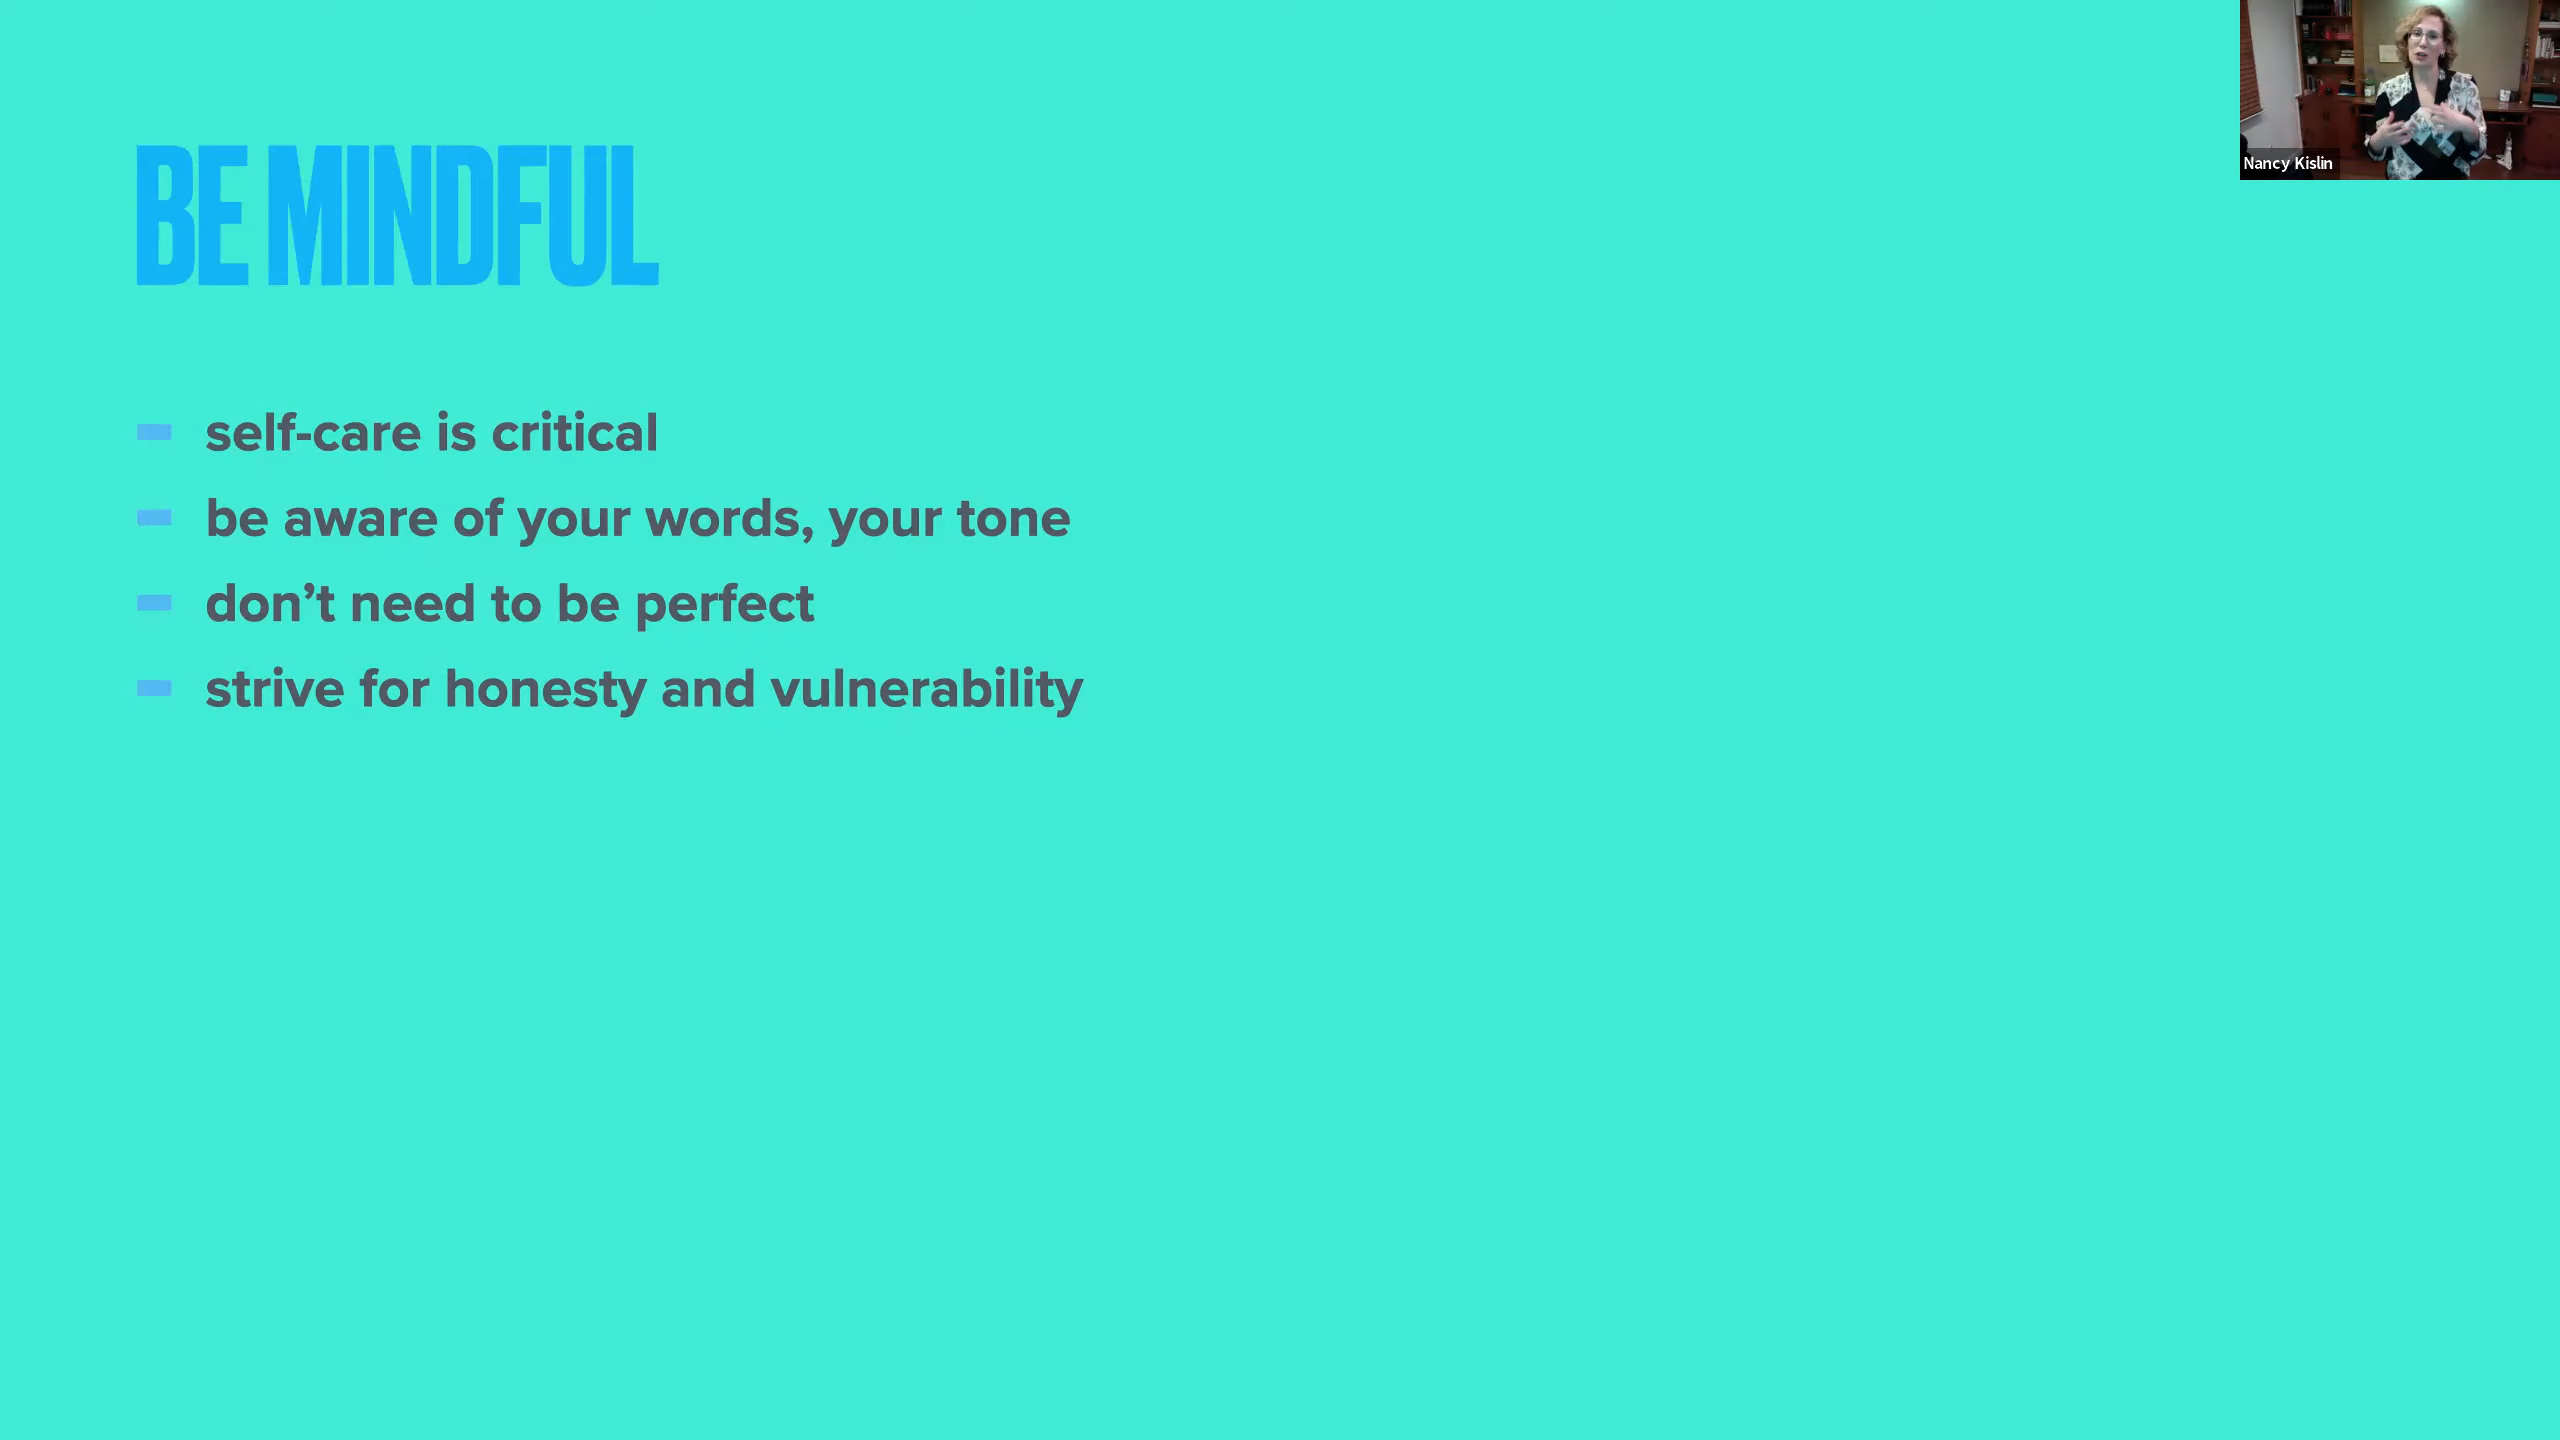 BE MINDFUL
self-care is critical
be aware of your words, your tone
don’t need to be perfect
strive for honesty and vulnerability
Nancy Kislin